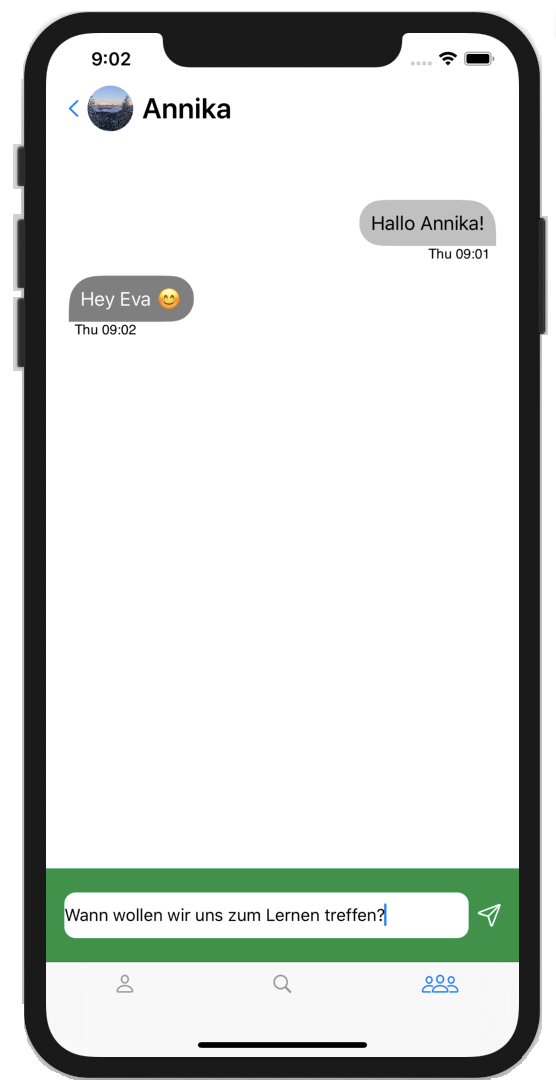 9:02
Annika
Hallo Annika!
Thu 09:01
Hey Eva 😊
Thu 09:02
Wann wollen wir uns zum Lernen treffen?